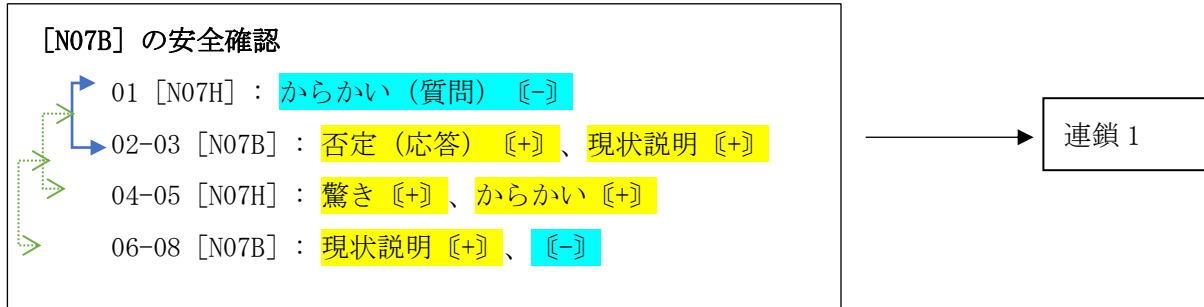 [N07B] の安全確認
01 [N07H] : からかい (質問) 〔-〕
連鎖 1
02-03 [N07B] : 否定 (応答) 〔+〕、現状説明〔+〕
04-05 [N07H] : 驚き〔+〕、からかい〔+〕
06-08 [N07B] : 現状説明〔+〕、〔-〕